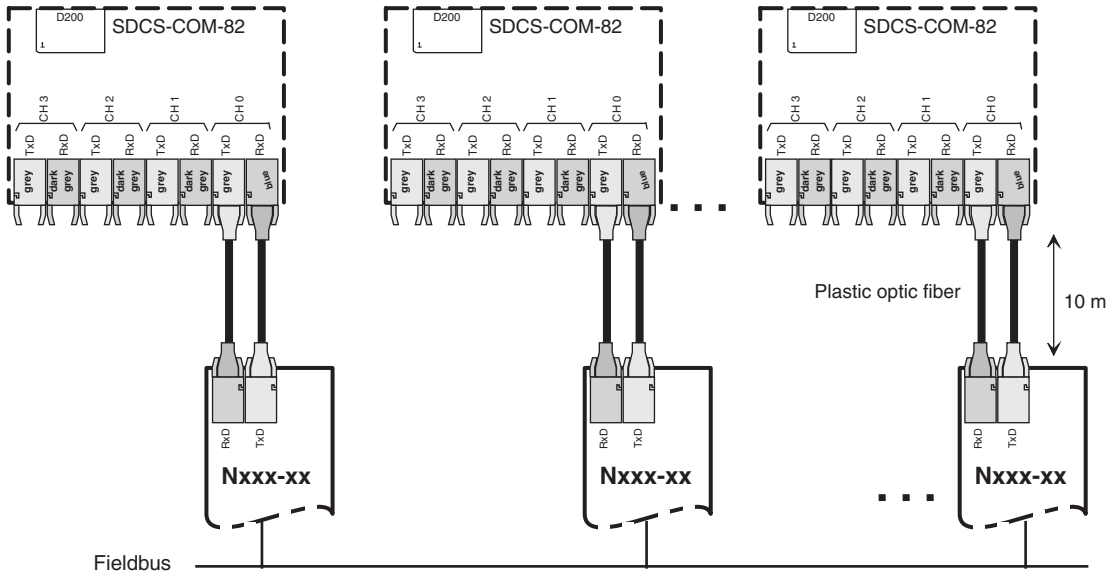 D200
1
SDCS-COM-82
D200
1
SDCS-COM-82
D200
1
SDCS-COM-82
CH 3
CH 2
CH 1
CH 0
CH 3
CH 2
CH 1
CH 0
CH 3
CH 2
CH 1
CH 0
TxD
RxD
TxD
RxD
TxD
RxD
TxD
RxD
TxD
RxD
TxD
RxD
TxD
RxD
TxD
RxD
TxD
RxD
TxD
RxD
TxD
RxD
TxD
RxD
grey
dark grey
grey
dark grey
grey
dark grey
grey
blue
grey
dark grey
grey
dark grey
grey
dark grey
grey
blue
grey
dark grey
grey
dark grey
grey
dark grey
grey
blue
. . .
Plastic optic fiber
10 m
RxD
TxD
RxD
TxD
RxD
TxD
Nxxx-xx
Nxxx-xx
Nxxx-xx
. . .
Fieldbus